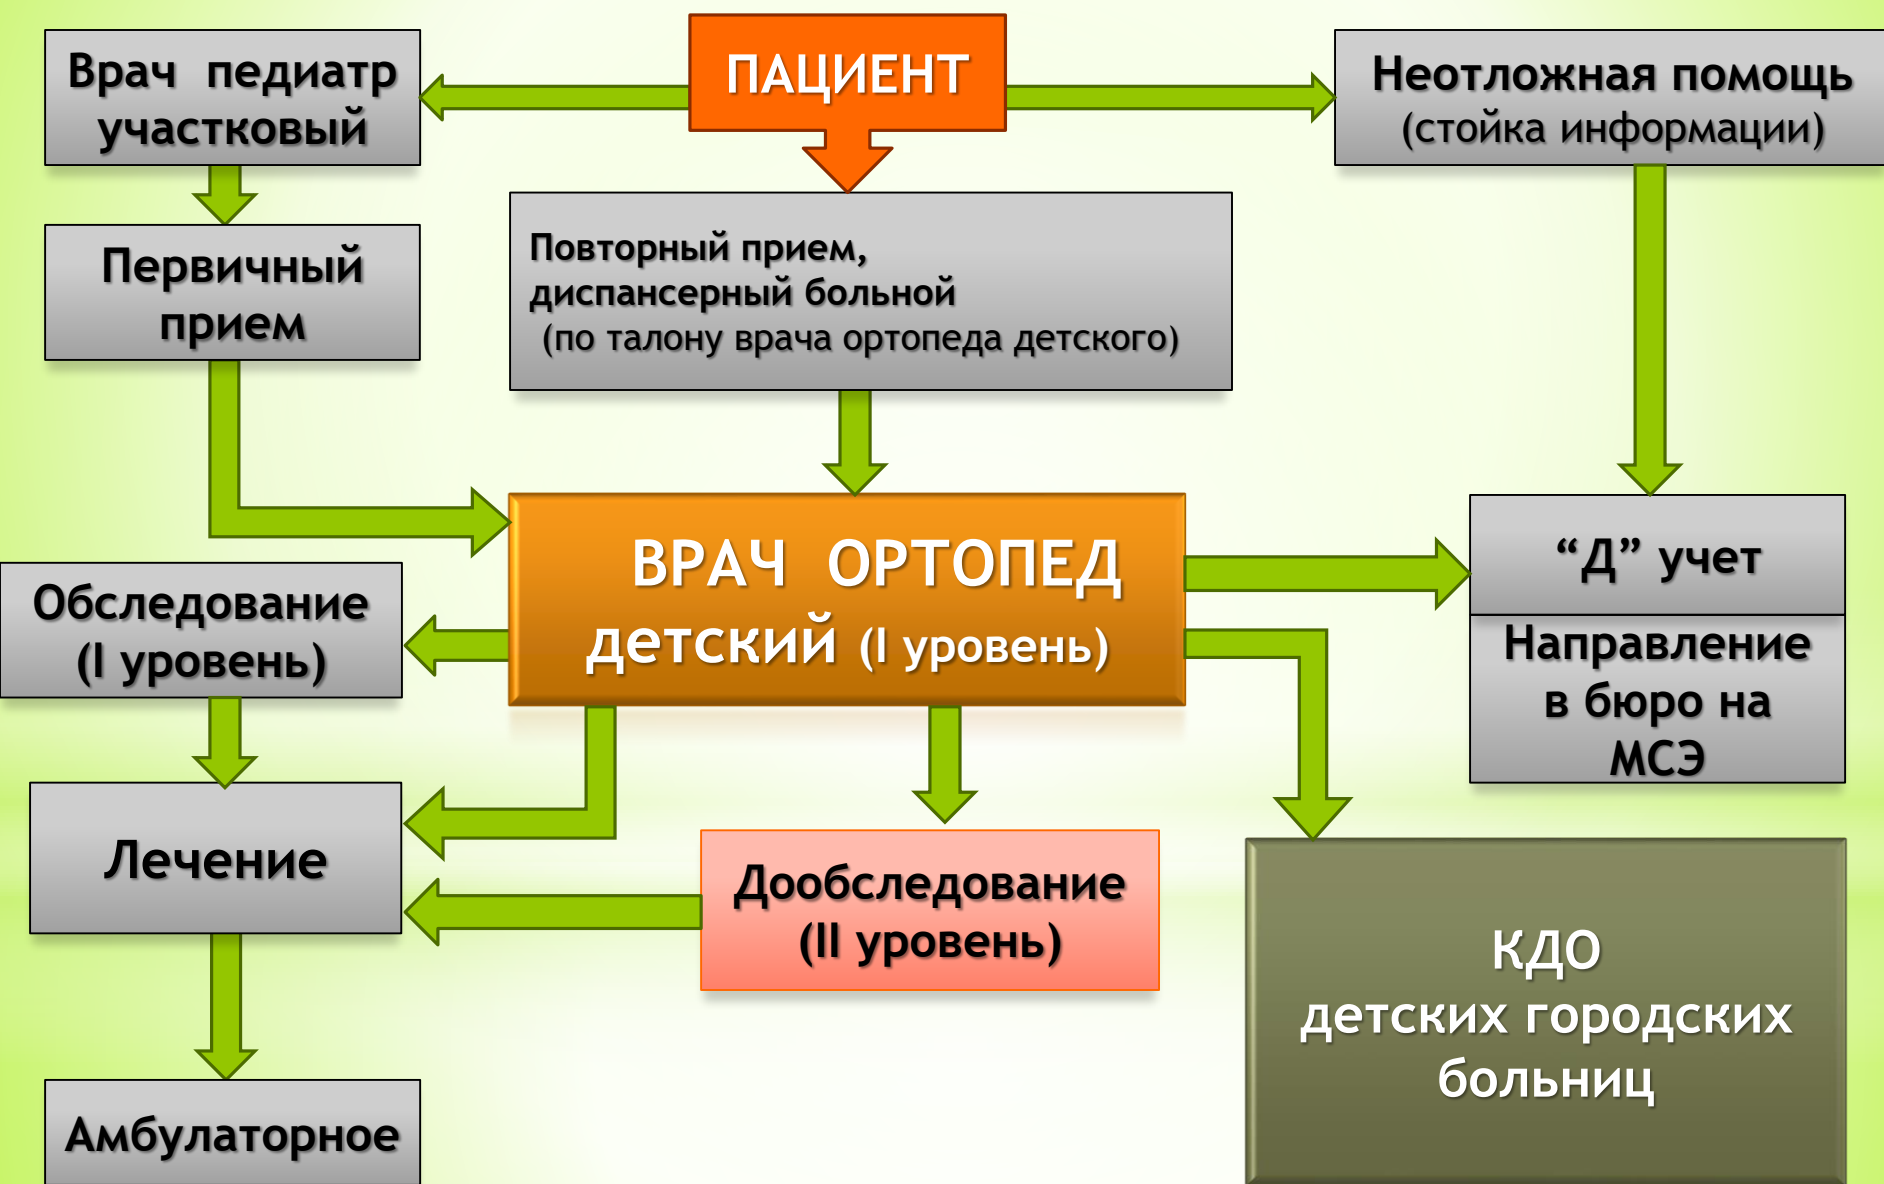 Врач педиатр
участковый
ПАЦИЕНТ
Неотложная помощь
(стойка информации)
Первичный
прием
Повторный прием,
диспансерный больной
(по талону врача ортопеда детского)
ВРАЧ ОРТОПЕД
детский (I уровень)
“Д” учет
Направление
в бюро на
МСЭ
Обследование
(I уровень)
Лечение
Дообследование
(II уровень)
КДО
детских городских
больниц
Амбулаторное